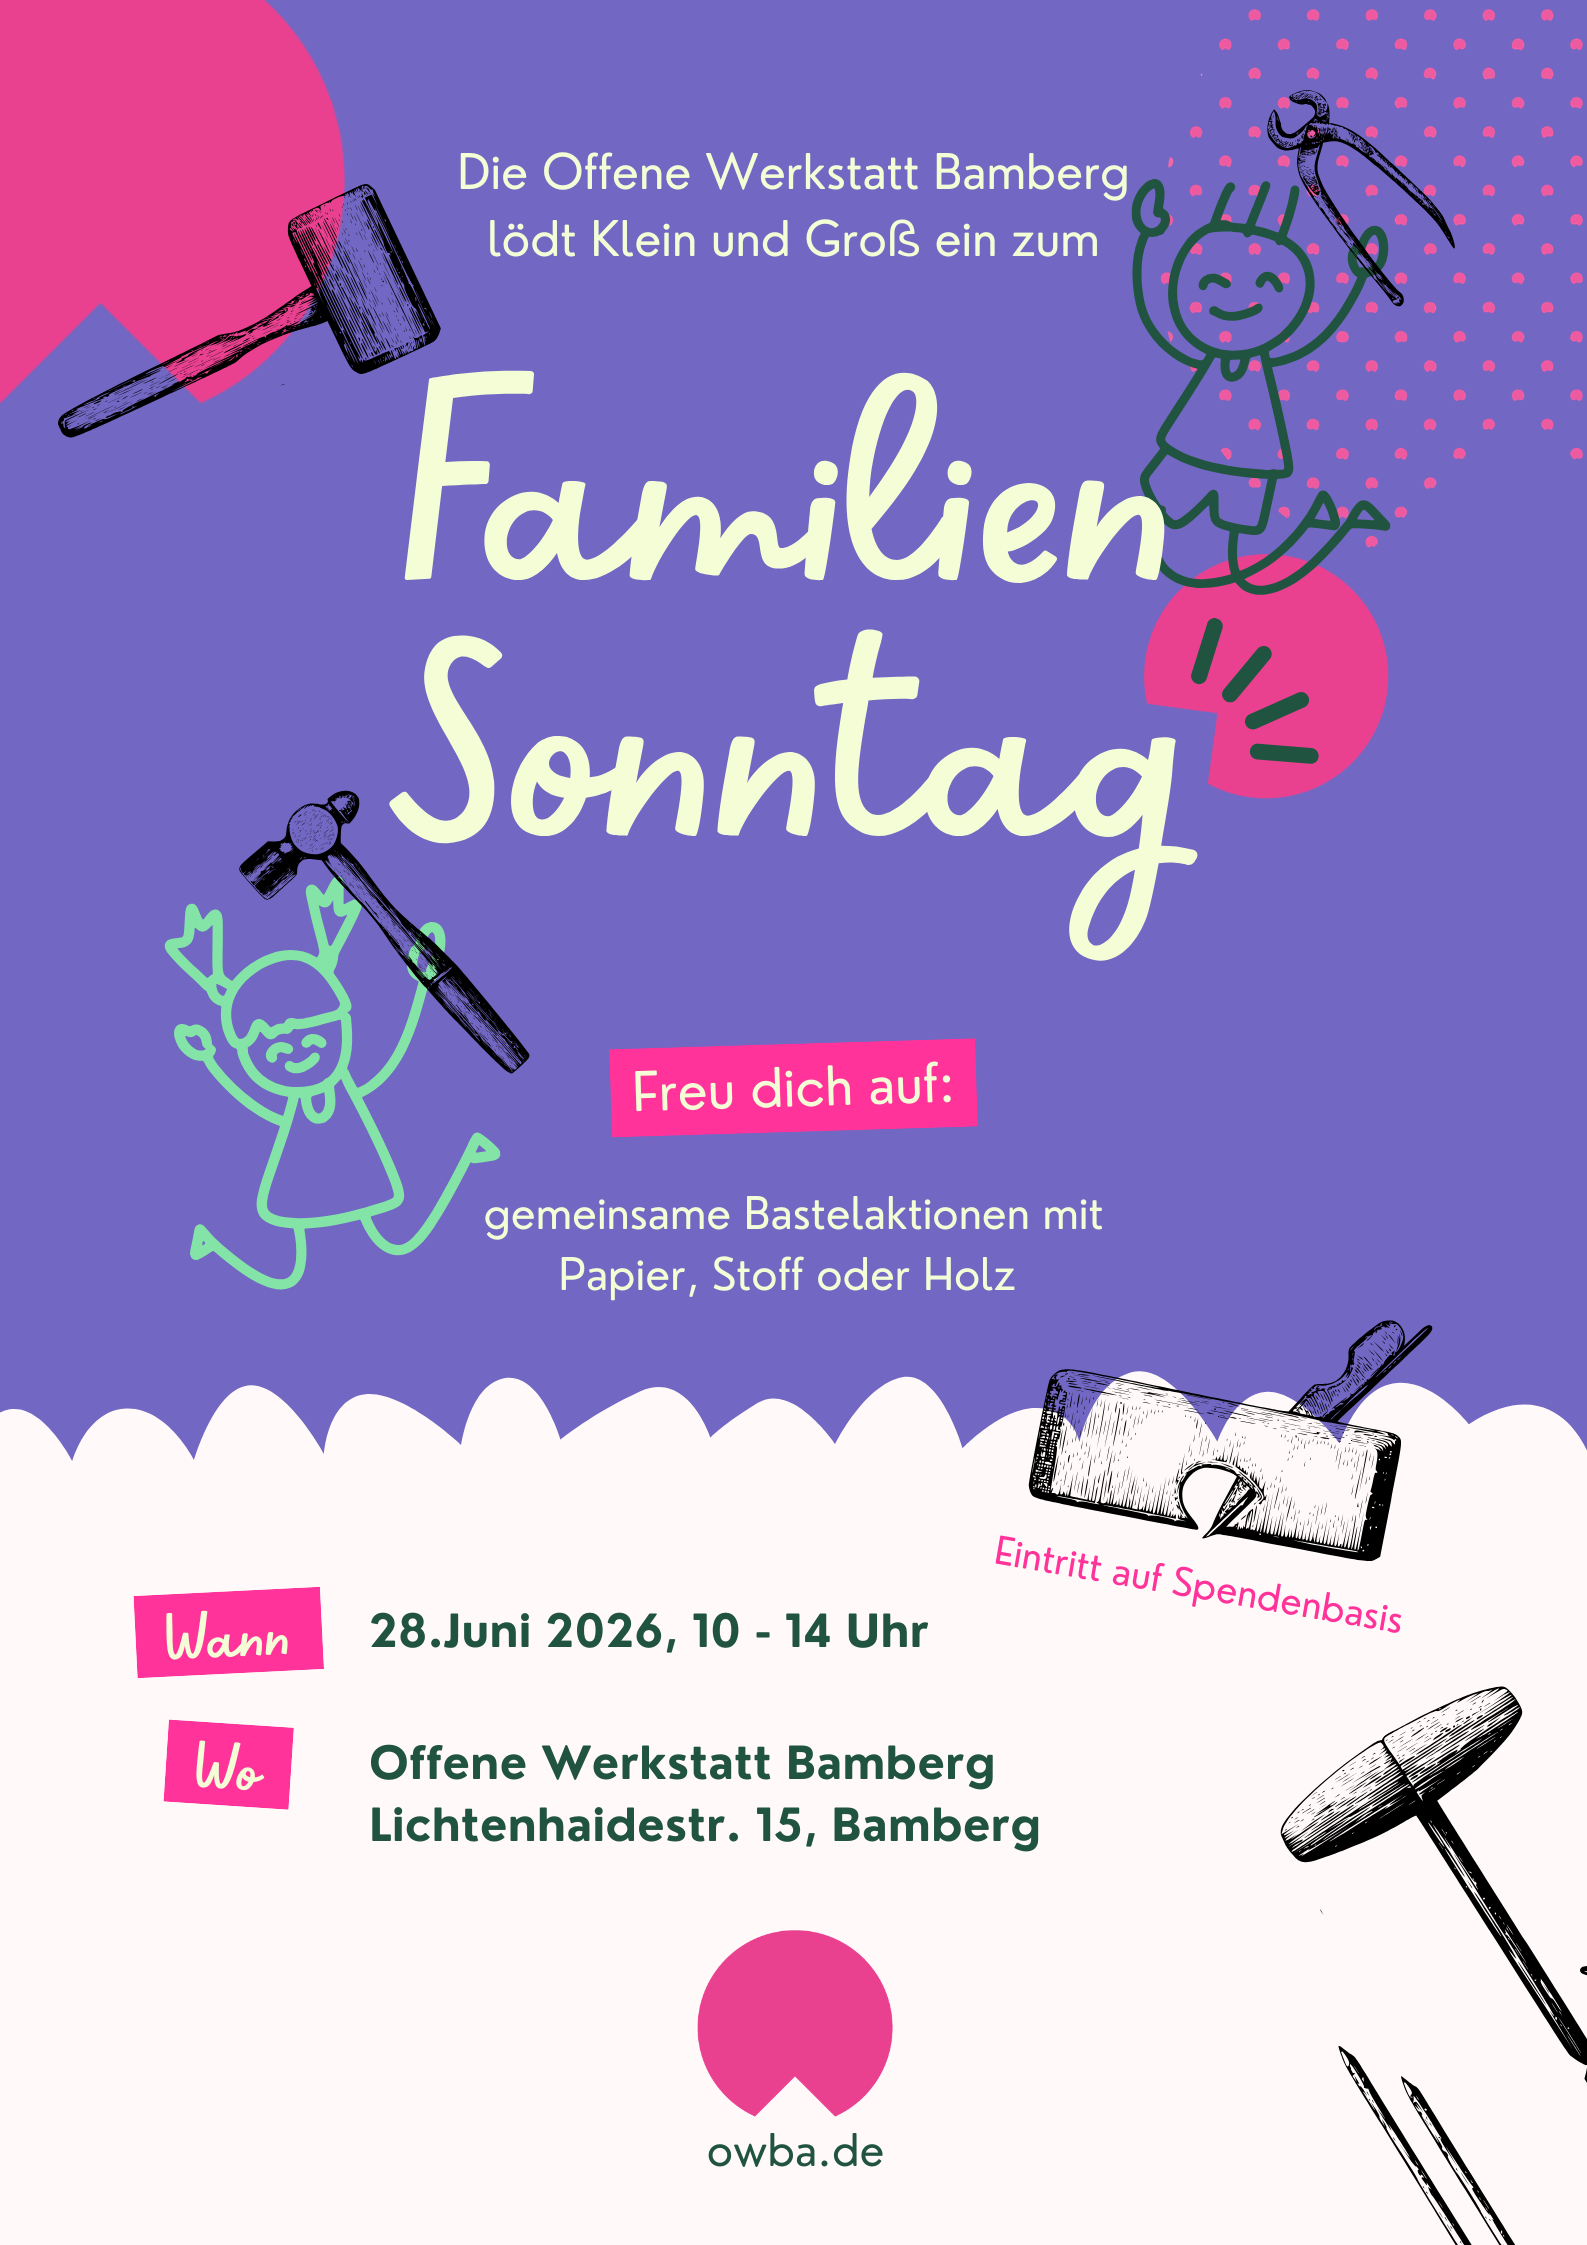 Die Offene Werkstatt Bamberg
lödt Klein und Groß ein zum
Familien
Sonntag
Freu dich auf:
gemeinsame Bastelaktionen mit
Papier, Stoff oder Holz
Eintritt auf Spendenbasis
Wann
28.Juni 2026, 10 - 14 Uhr
Wo
Offene Werkstatt Bamberg
Lichtenhaidestr. 15, Bamberg
owba.de